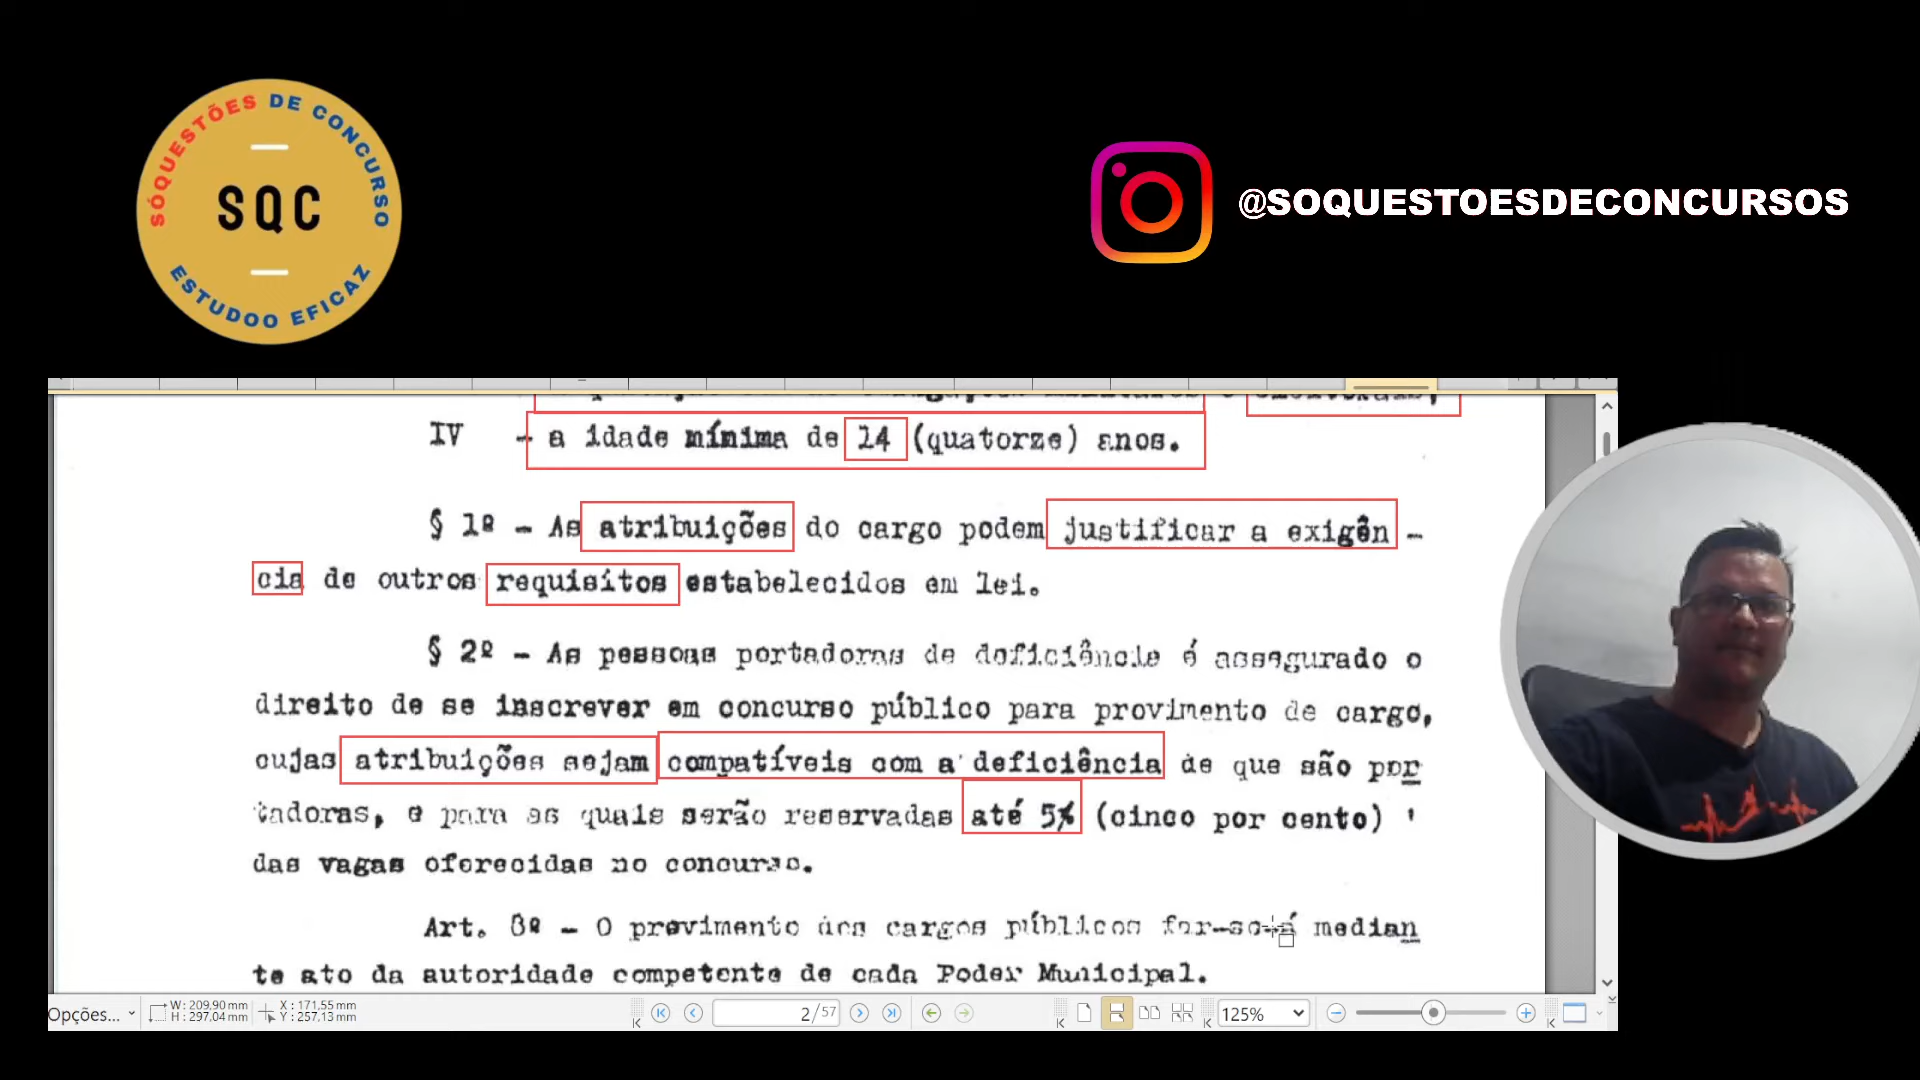 SÓQUESTÕES DE CONCURSO
SQC
ESTUDOO EFICAZ
@SOQUESTOESDECONCURSOS
IV - a idade mínima de 14 (quatorze) anos.
§ 1º - As atribuições do cargo podem justificar a exigên -
cia de outros requisitos estabelecidos em lei.
§ 2º - As pessoas portadoras de deficiência é assegurado o
direito de se inscrever em concurso público para provimento de cargo,
cujas atribuições sejam compatíveis com a deficiência de que são por
tadoras, e para as quais serão reservadas até 5% (cinco por cento) '
das vagas oferecidas no concurso.
Art. 8º - O provimento dos cargos públicos far-se-á median
te ato da autoridade competente de cada Poder Municipal.
Opções...
W: 209,90 mm
H: 297,04 mm
X: 171,55 mm
Y: 257,13 mm
2/57
125%